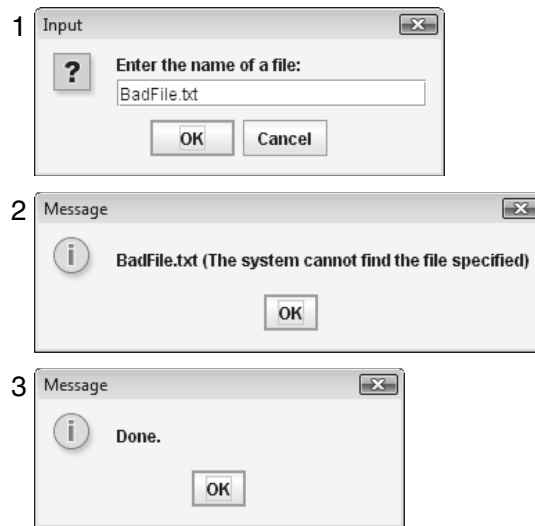 1 Input
?
Enter the name of a file:
BadFile.txt
OK Cancel
2 Message
i
BadFile.txt (The system cannot find the file specified)
OK
3 Message
i
Done.
OK